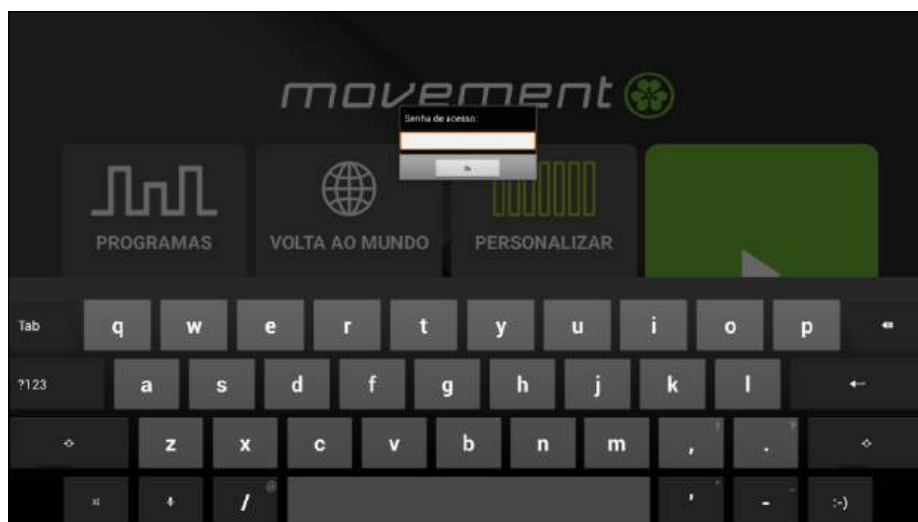 movement
Senha de acesso:
PROGRAMAS
VOLTA AO MUNDO
PERSONALIZAR
Tab q w e r t y u i o p
?123 a s d f g h j k l
z x c v b n m , ! . ?
/ @ ' " - _ :-)